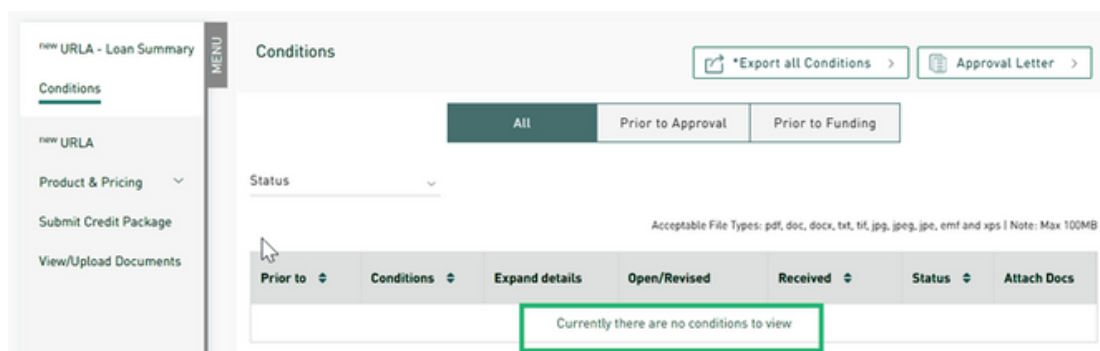 new URLA - Loan Summary
Conditions
new URLA
Product & Pricing
Submit Credit Package
View/Upload Documents
MENU
Conditions
*Export all Conditions >
Approval Letter >
All
Prior to Approval
Prior to Funding
Status
Acceptable File Types: pdf, doc, docx, txt, tif, jpg, jpeg, jpe, emf and xps | Note: Max 100MB
Prior to Conditions Expand details Open/Revised Received Status Attach Docs
Currently there are no conditions to view